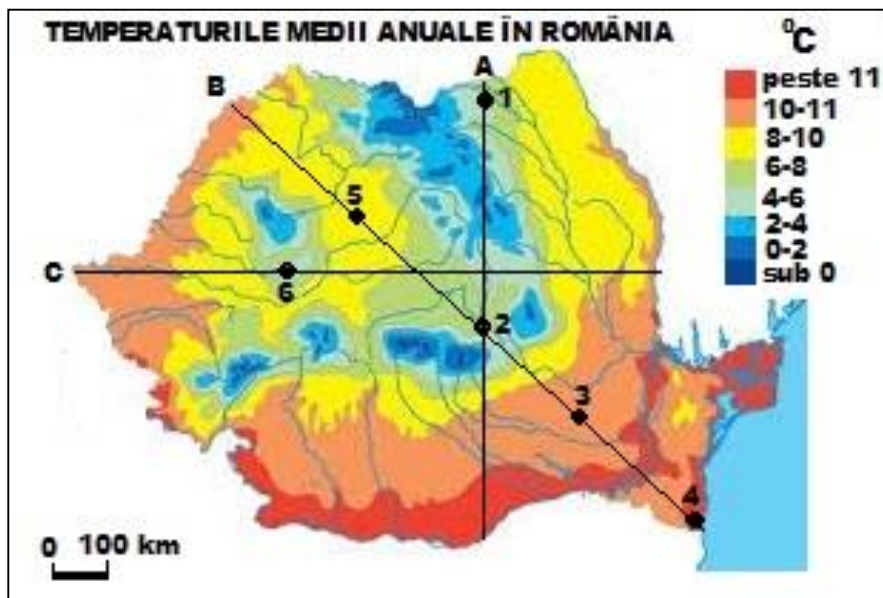 TEMPERATURILE MEDII ANUALE ÎN ROMÂNIA
⁰C
peste 11
10-11
8-10
6-8
4-6
2-4
0-2
sub 0
A
B
1
5
C
6
2
3
4
0 100 km